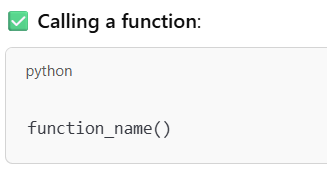 ✅ Calling a function:
python
function_name()